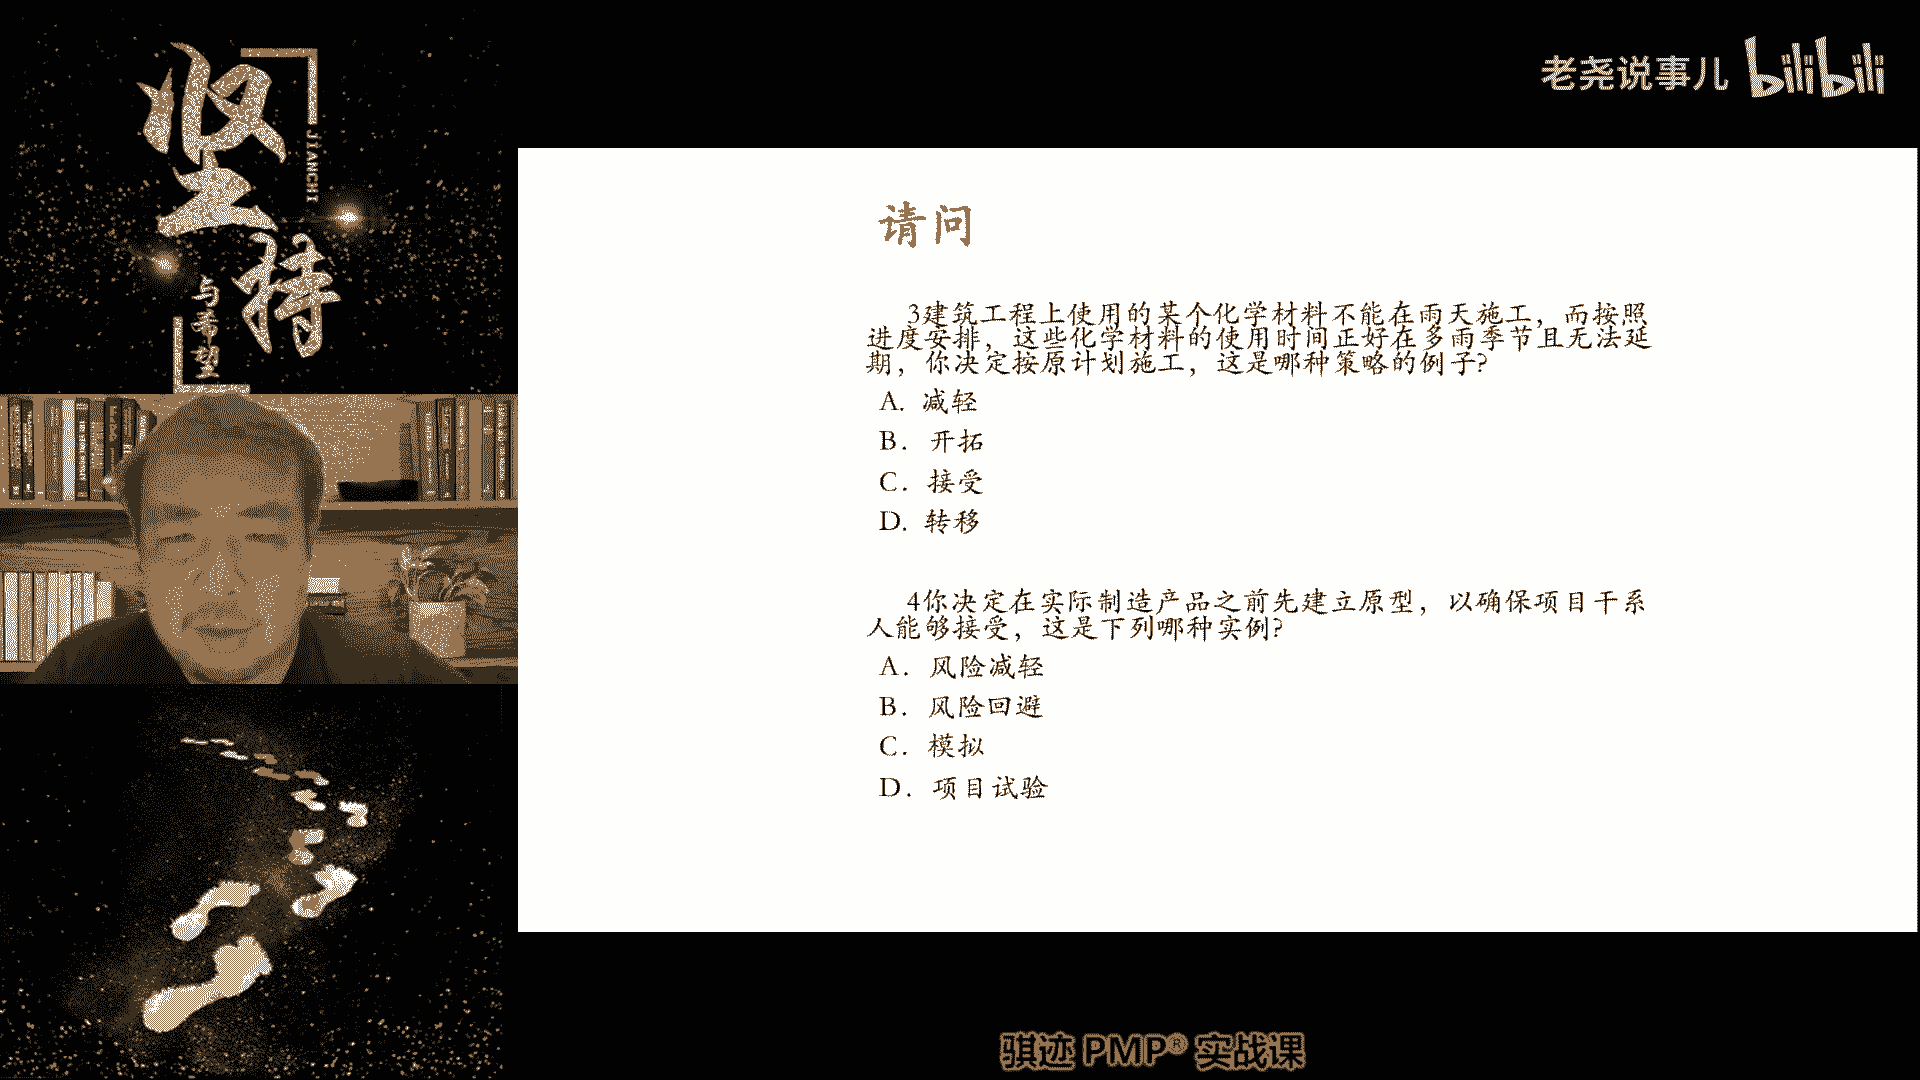 坚持
JIANCHI
与希望
老尧说事儿 bilibili
请问
3建筑工程上使用的某个化学材料不能在雨天施工，而按照
进度安排，这些化学材料的使用时间正好在多雨季节且无法延
期，你决定按原计划施工，这是哪种策略的例子?
A. 减轻
B. 开拓
C. 接受
D. 转移
4你决定在实际制造产品之前先建立原型，以确保项目干系
人能够接受，这是下列哪种实例?
A. 风险减轻
B. 风险回避
C. 模拟
D. 项目试验
骐迹 PMP® 实战课